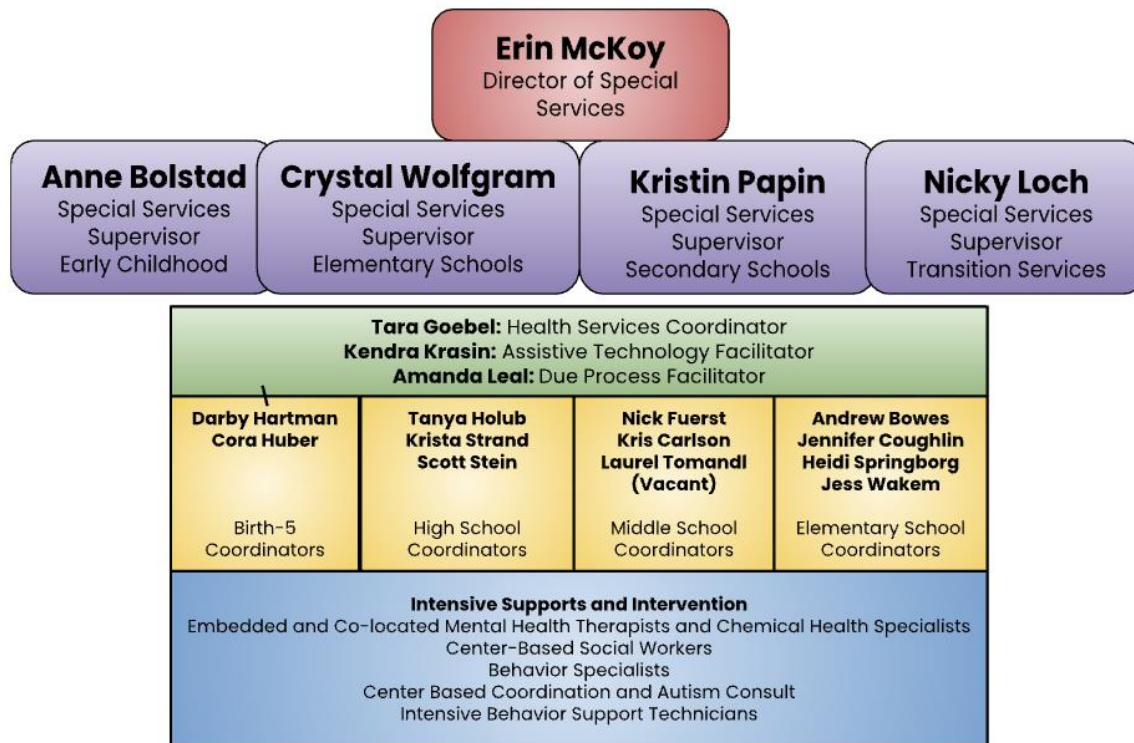 Erin McKoy
Director of Special
Services
Anne Bolstad
Special Services
Supervisor
Early Childhood
Crystal Wolfgram
Special Services
Supervisor
Elementary Schools
Kristin Papin
Special Services
Supervisor
Secondary Schools
Nicky Loch
Special Services
Supervisor
Transition Services
Tara Goebel: Health Services Coordinator
Kendra Krasin: Assistive Technology Facilitator
Amanda Leal: Due Process Facilitator
Darby Hartman
Cora Huber
Birth-5
Coordinators
Tanya Holub
Krista Strand
Scott Stein
High School
Coordinators
Nick Fuerst
Kris Carlson
Laurel Tomandl
(Vacant)
Middle School
Coordinators
Andrew Bowes
Jennifer Coughlin
Heidi Springborg
Jess Wakem
Elementary School
Coordinators
Intensive Supports and Intervention
Embedded and Co-located Mental Health Therapists and Chemical Health Specialists
Center-Based Social Workers
Behavior Specialists
Center Based Coordination and Autism Consult
Intensive Behavior Support Technicians